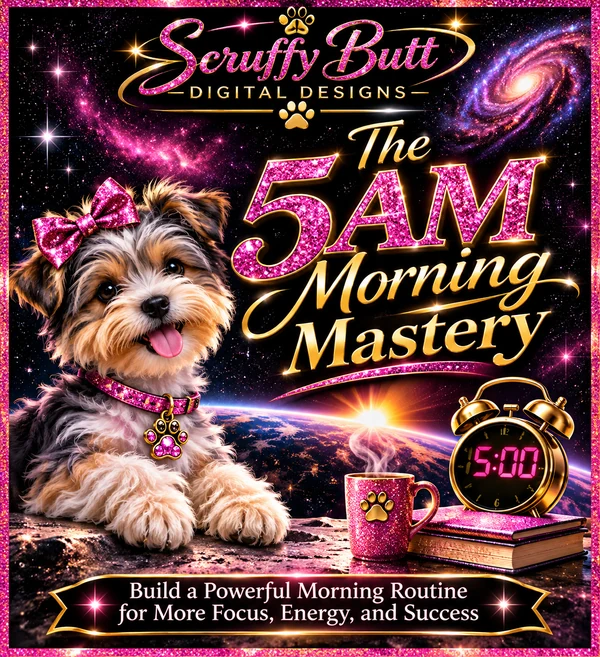 Scruffy Butt
DIGITAL DESIGNS
The
5AM
Morning
Mastery
5:00
Build a Powerful Morning Routine
for More Focus, Energy, and Success